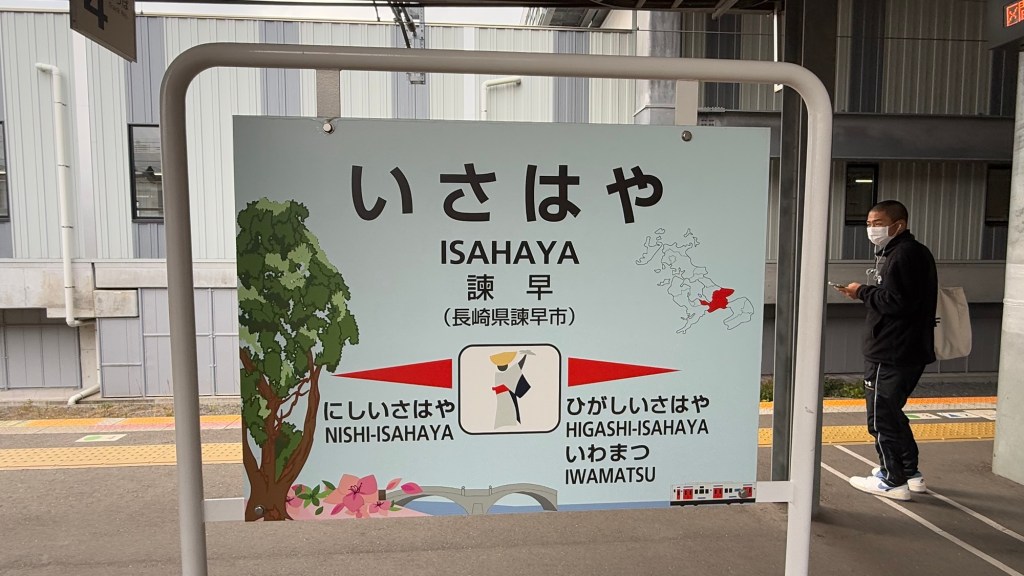 4
いさはや
ISAHAYA
諫早
(長崎県諫早市)
にしいさはや
NISHI-ISAHAYA
ひがしいさはや
HIGASHI-ISAHAYA
いわまつ
IWAMATSU